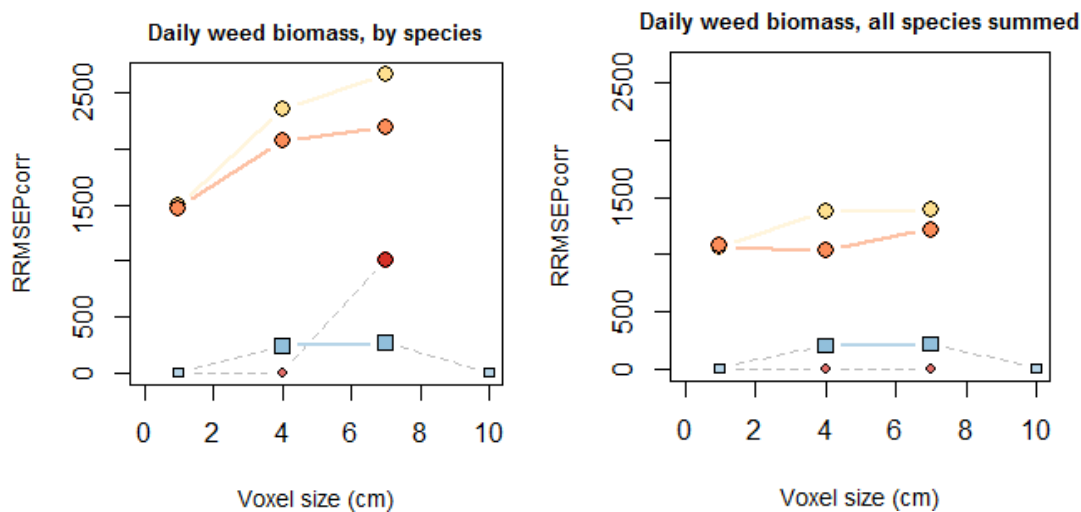 Daily weed biomass, by species
RRMSEPcorr
2500
1500
500
0
0 2 4 6 8 10
Voxel size (cm)
Daily weed biomass, all species summed
RRMSEPcorr
2500
1500
500
0
0 2 4 6 8 10
Voxel size (cm)